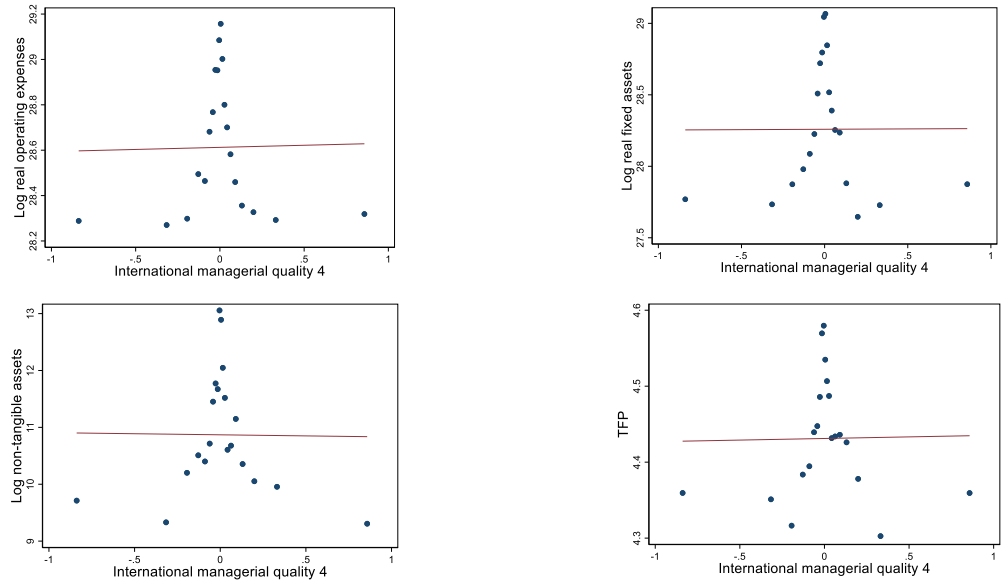 Log real operating expenses
29.2
29
28.8
28.6
28.4
28.2
-1 -.5 0 .5 1
International managerial quality 4
Log real fixed assets
29
28.5
28
27.5
-1 -.5 0 .5 1
International managerial quality 4
Log non-tangible assets
13
12
11
10
9
-1 -.5 0 .5 1
International managerial quality 4
TFP
4.6
4.5
4.4
4.3
-1 -.5 0 .5 1
International managerial quality 4